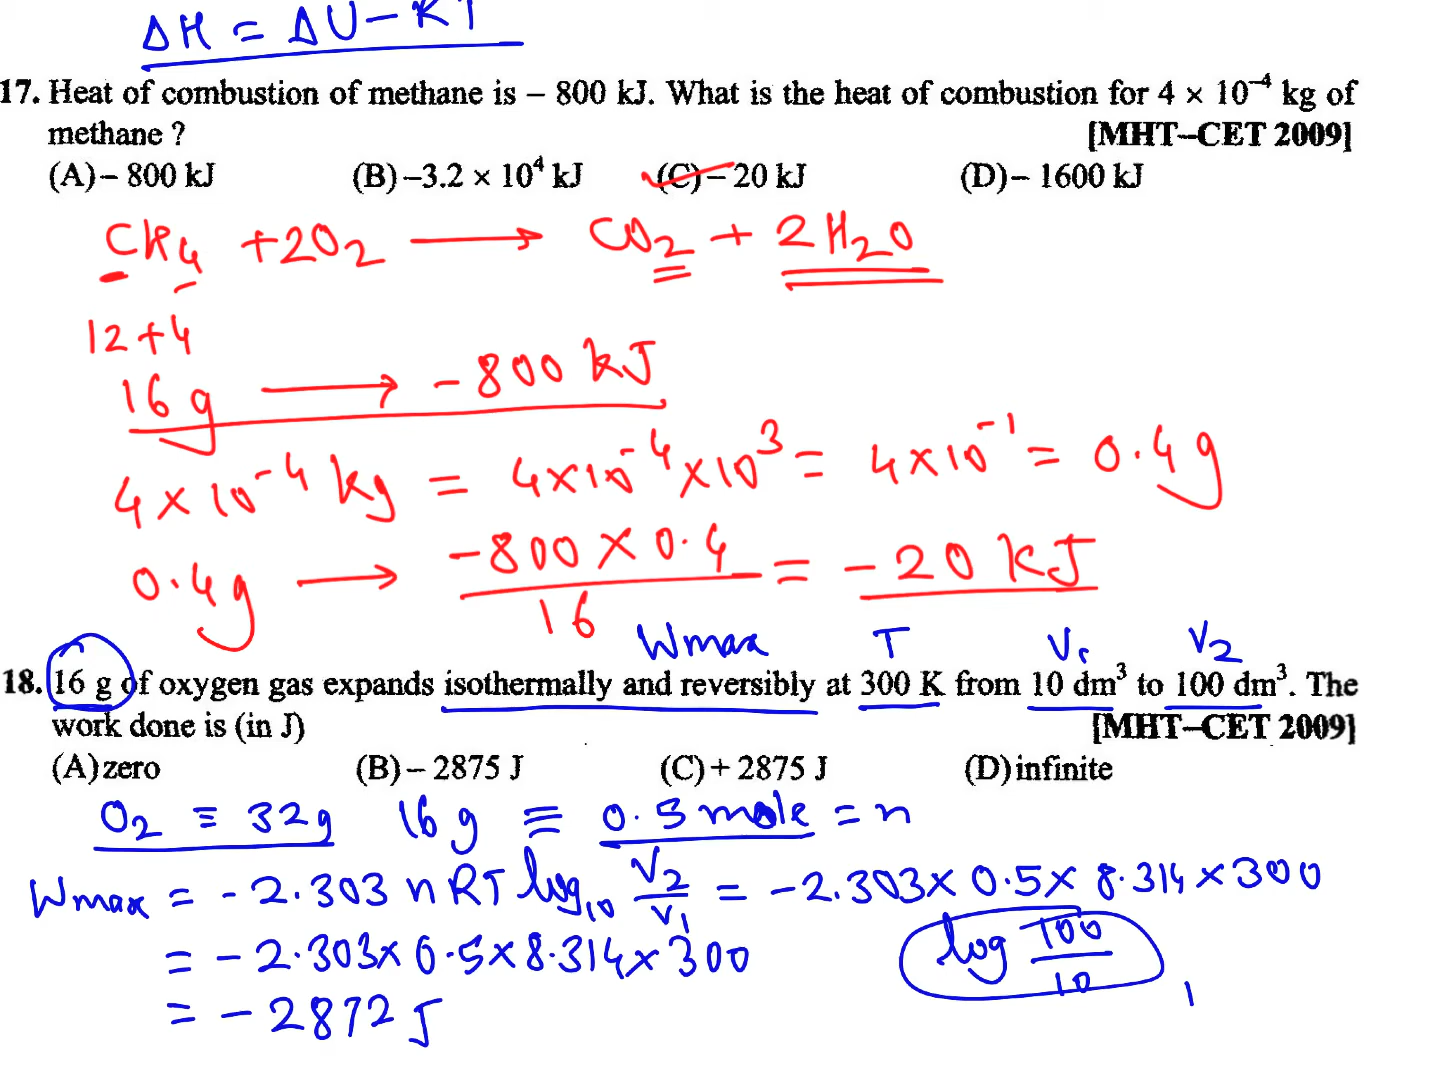 ΔH = ΔU - RT
17. Heat of combustion of methane is – 800 kJ. What is the heat of combustion for 4 × 10⁻⁴ kg of
methane ? [MHT–CET 2009]
(A) – 800 kJ (B) –3.2 × 10⁴ kJ (C) – 20 kJ (D) – 1600 kJ
CH4 + 2O2 → CO2 + 2H2O
12+4
16 g → -800 kJ
4×10⁻⁴ kg = 4×10⁻⁴ ×10³ = 4×10⁻¹ = 0.4 g
0.4g → -800 × 0.4 / 16 = -20 kJ
Wmax T V1 V2
18. 16 g of oxygen gas expands isothermally and reversibly at 300 K from 10 dm³ to 100 dm³. The
work done is (in J) [MHT–CET 2009]
(A) zero (B) – 2875 J (C) + 2875 J (D) infinite
O2 ≡ 32g 16 g ≡ 0.5 mole = n
Wmax = -2.303 nRT log10 V2/V1 = -2.303 × 0.5 × 8.314 × 300
= -2.303 × 0.5 × 8.314 × 300 log 100/10 1
= -2872 J